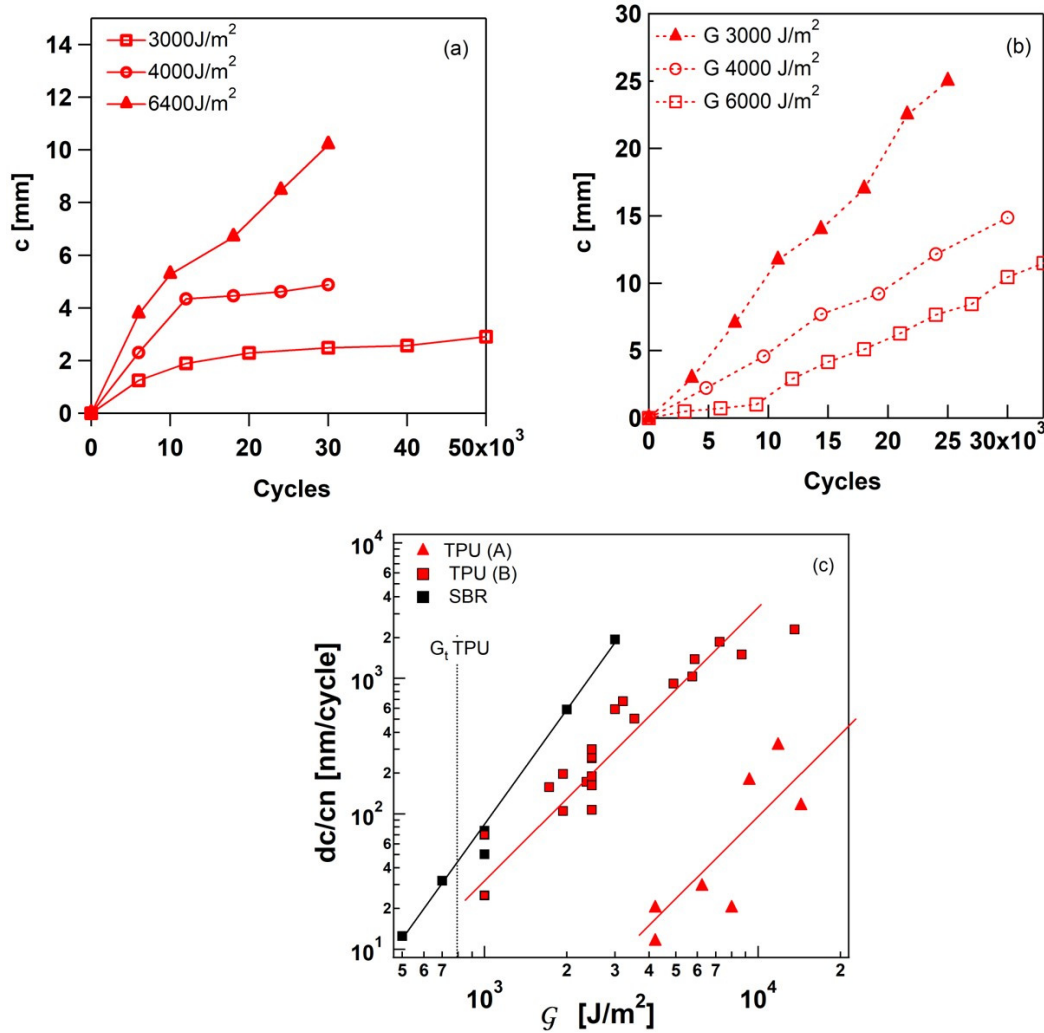 14
12
10
8
6
4
2
0
c [mm]
3000J/m²
4000J/m²
6400J/m²
(a)
0 10 20 30 40 50x10³
Cycles
30
25
20
15
10
5
0
c [mm]
G 3000 J/m²
G 4000 J/m²
G 6000 J/m²
(b)
0 5 10 15 20 25 30x10³
Cycles
dc/cn [nm/cycle]
10⁴
6
4
2
10³
6
4
2
10²
6
4
2
10¹
TPU (A)
TPU (B)
SBR
(c)
Gₜ TPU
5 6 7 2 3 4 5 6 7 2
10³ 10⁴
𝒢 [J/m²]